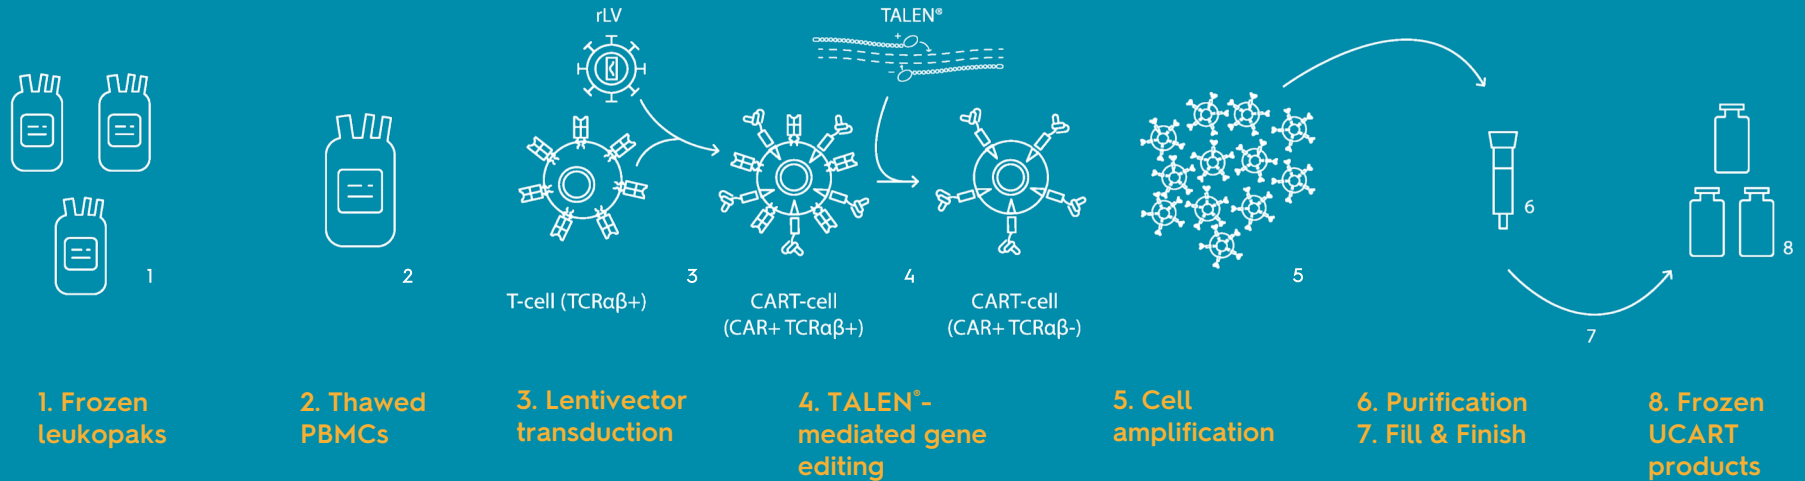 rLV
TALEN®
1
2
3
4
5
6
7
8
T-cell (TCRαβ+)
CART-cell
(CAR+ TCRαβ+)
CART-cell
(CAR+ TCRαβ-)
1. Frozen
leukopaks
2. Thawed
PBMCs
3. Lentivector
transduction
4. TALEN®-
mediated gene
editing
5. Cell
amplification
6. Purification
7. Fill & Finish
8. Frozen
UCART
products